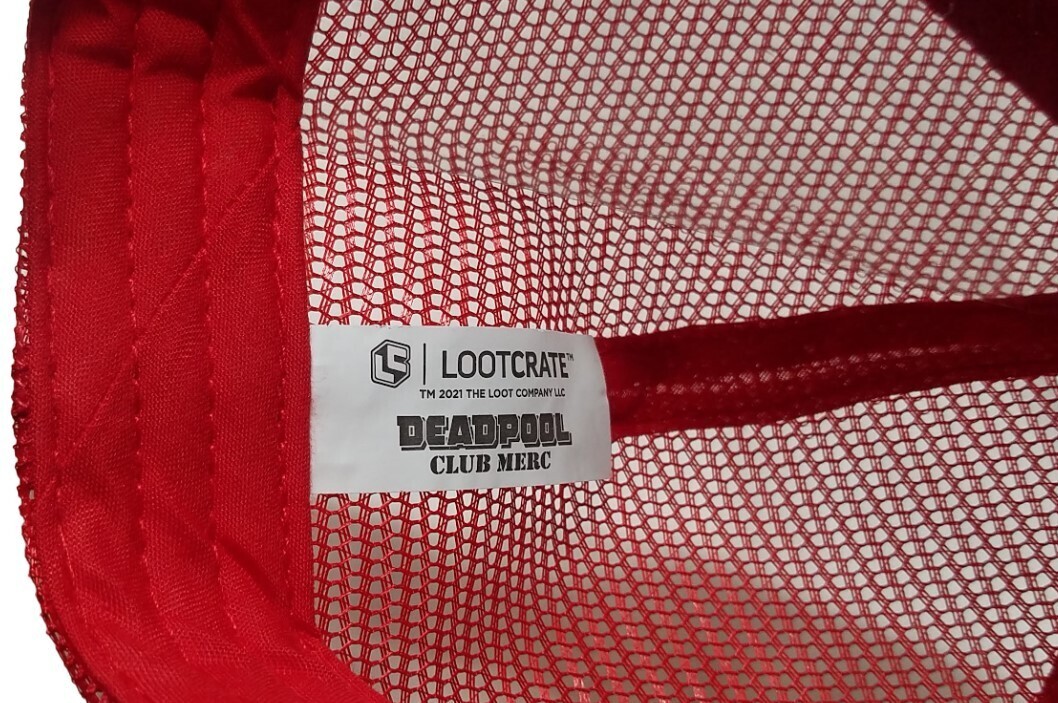 LOOTCRATE™
TM 2021 THE LOOT COMPANY LLC
DEADPOOL
CLUB MERC